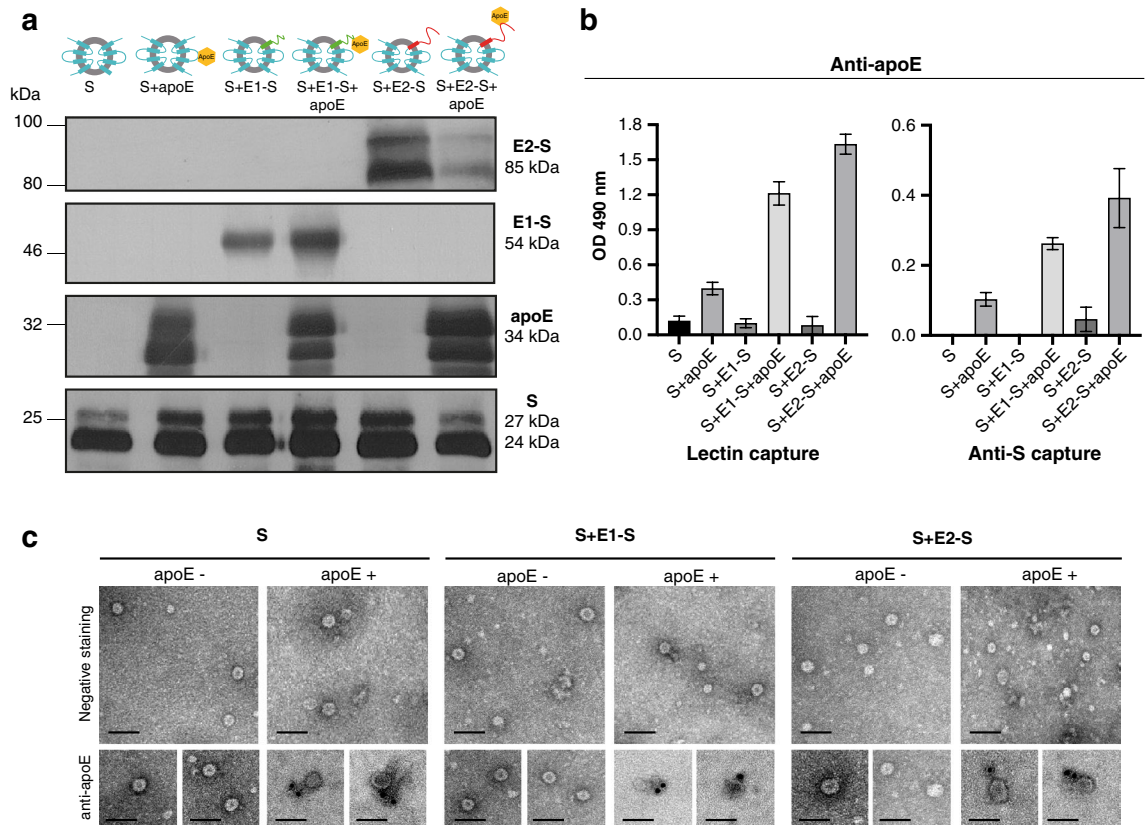 a
ApoE
ApoE
ApoE
S
S+apoE
S+E1-S
S+E1-S+
apoE
S+E2-S
S+E2-S+
apoE
kDa
100
80
E2-S
85 kDa
46
E1-S
54 kDa
32
apoE
34 kDa
25
S
27 kDa
24 kDa
b
Anti-apoE
OD 490 nm
1.8
1.5
1.2
0.9
0.6
0.3
0.0
S
S+apoE
S+E1-S
S+E1-S+apoE
S+E2-S
S+E2-S+apoE
Lectin capture
0.6
0.4
0.2
0.0
S
S+apoE
S+E1-S
S+E1-S+apoE
S+E2-S
S+E2-S+apoE
Anti-S capture
c
S
S+E1-S
S+E2-S
apoE -
apoE +
apoE -
apoE +
apoE -
apoE +
Negative staining
anti-apoE